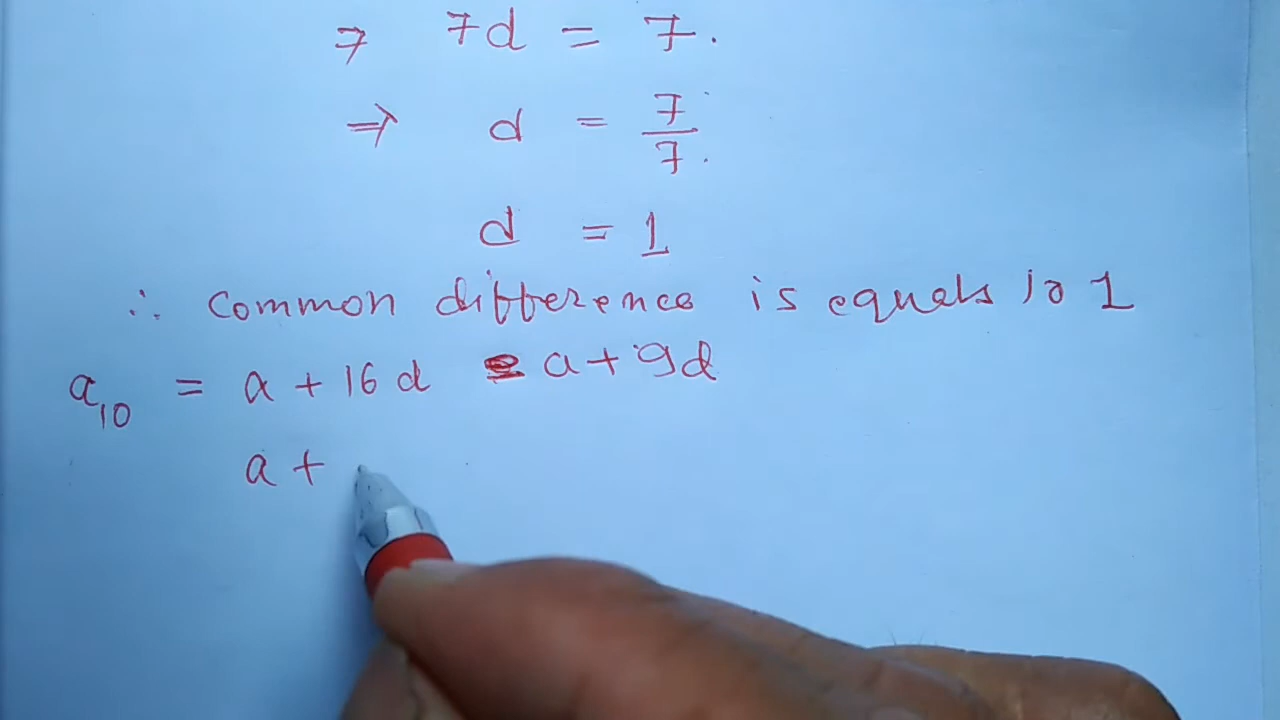 ⇒ 7d = 7.
⇒ d = 7/7.
d = 1
∴ Common difference is equals to 1
a₁₀ = a + 16 d a + 9d
a +